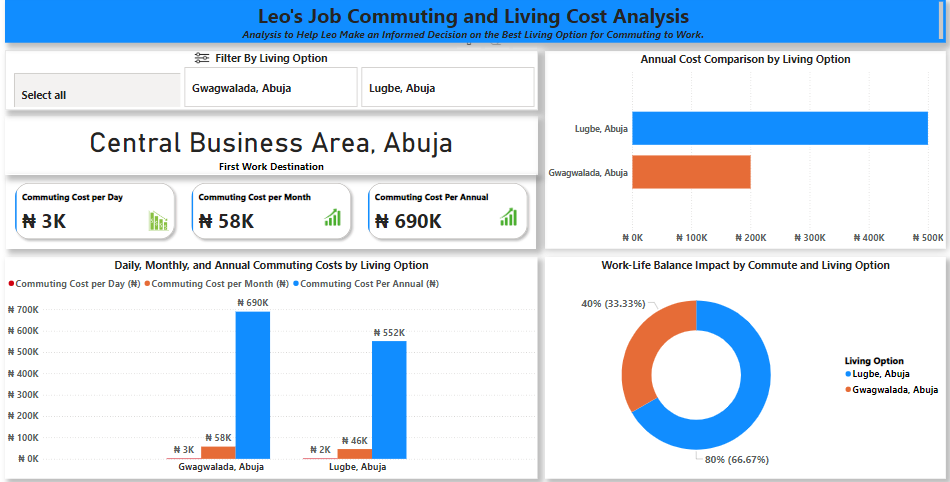 Leo's Job Commuting and Living Cost Analysis
Analysis to Help Leo Make an Informed Decision on the Best Living Option for Commuting to Work.
Filter By Living Option
Select all
Gwagwalada, Abuja
Lugbe, Abuja
Central Business Area, Abuja
First Work Destination
Commuting Cost per Day
₦ 3K
Commuting Cost per Month
₦ 58K
Commuting Cost Per Annual
₦ 690K
Annual Cost Comparison by Living Option
Lugbe, Abuja
Gwagwalada, Abuja
₦ 0K ₦ 100K ₦ 200K ₦ 300K ₦ 400K ₦ 500K
Daily, Monthly, and Annual Commuting Costs by Living Option
Commuting Cost per Day (₦) Commuting Cost per Month (₦) Commuting Cost Per Annual (₦)
₦ 700K
₦ 600K
₦ 500K
₦ 400K
₦ 300K
₦ 200K
₦ 100K
₦ 0K
₦ 3K
₦ 58K
₦ 690K
₦ 2K
₦ 46K
₦ 552K
Gwagwalada, Abuja
Lugbe, Abuja
Work-Life Balance Impact by Commute and Living Option
40% (33.33%)
80% (66.67%)
Living Option
Lugbe, Abuja
Gwagwalada, Abuja